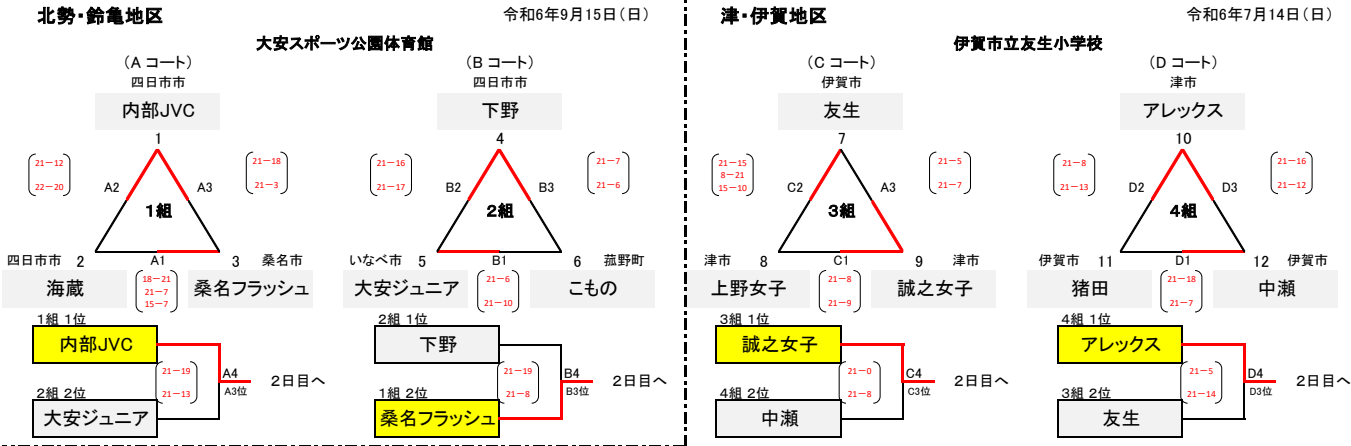 北勢・鈴亀地区
令和6年9月15日(日)
大安スポーツ公園体育館
(A コート)
四日市市
内部JVC
1
21-12
22-20
21-18
21-3
A2
A3
1組
四日市市 2
A1
3 桑名市
海蔵
18-21
21-7
15-7
桑名フラッシュ
1組 1位
内部JVC
21-19
21-13
A4
A3位
2日目へ
2組 2位
大安ジュニア
(B コート)
四日市市
下野
4
21-16
21-17
21-7
21-6
B2
B3
2組
いなべ市 5
B1
6 菰野町
大安ジュニア
21-6
21-10
こもの
2組 1位
下野
21-19
21-8
B4
B3位
2日目へ
1組 2位
桑名フラッシュ
津・伊賀地区
令和6年7月14日(日)
伊賀市立友生小学校
(C コート)
伊賀市
友生
7
21-15
8-21
15-10
21-5
21-7
C2
A3
3組
津市 8
C1
9 津市
上野女子
21-8
21-9
誠之女子
3組 1位
誠之女子
21-0
21-8
C4
C3位
2日目へ
4組 2位
中瀬
(D コート)
津市
アレックス
10
21-8
21-13
21-16
21-12
D2
D3
4組
伊賀市 11
D1
12 伊賀市
猪田
21-18
21-7
中瀬
4組 1位
アレックス
21-5
21-14
D4
D3位
2日目へ
3組 2位
友生